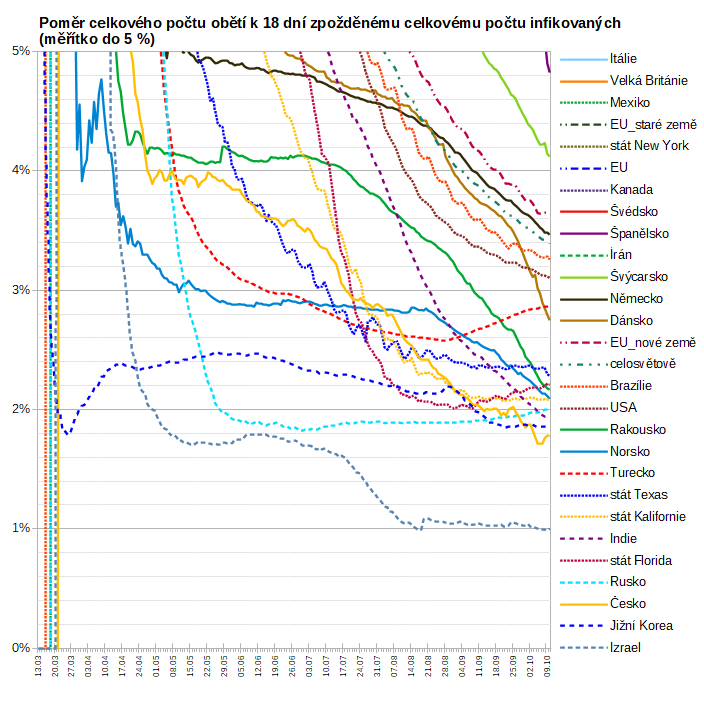 Poměr celkového počtu obětí k 18 dní zpožděnému celkovému počtu infikovaných
(měřítko do 5 %)
5%
4%
3%
2%
1%
0%
13.03
20.03
27.03
03.04
10.04
17.04
24.04
01.05
08.05
15.05
22.05
29.05
05.06
12.06
19.06
26.06
03.07
10.07
17.07
24.07
31.07
07.08
14.08
21.08
28.08
04.09
11.09
18.09
25.09
02.10
09.10
Itálie
Velká Británie
Mexiko
EU_staré země
stát New York
EU
Kanada
Švédsko
Španělsko
Írán
Švýcarsko
Německo
Dánsko
EU_nové země
celosvětově
Brazílie
USA
Rakousko
Norsko
Turecko
stát Texas
stát Kalifornie
Indie
stát Florida
Rusko
Česko
Jižní Korea
Izrael